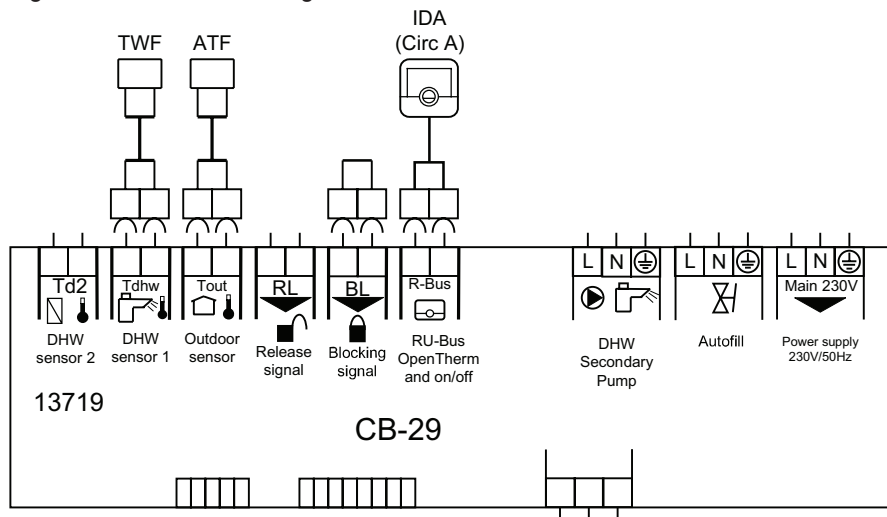 IDA
(Circ A)
TWF
ATF
Td2
Tdhw
Tout
RL
BL
R-Bus
L N
L N
L N
Main 230V
DHW
sensor 2
DHW
sensor 1
Outdoor
sensor
Release
signal
Blocking
signal
RU-Bus
OpenTherm
and on/off
DHW
Secondary
Pump
Autofill
Power supply
230V/50Hz
13719
CB-29